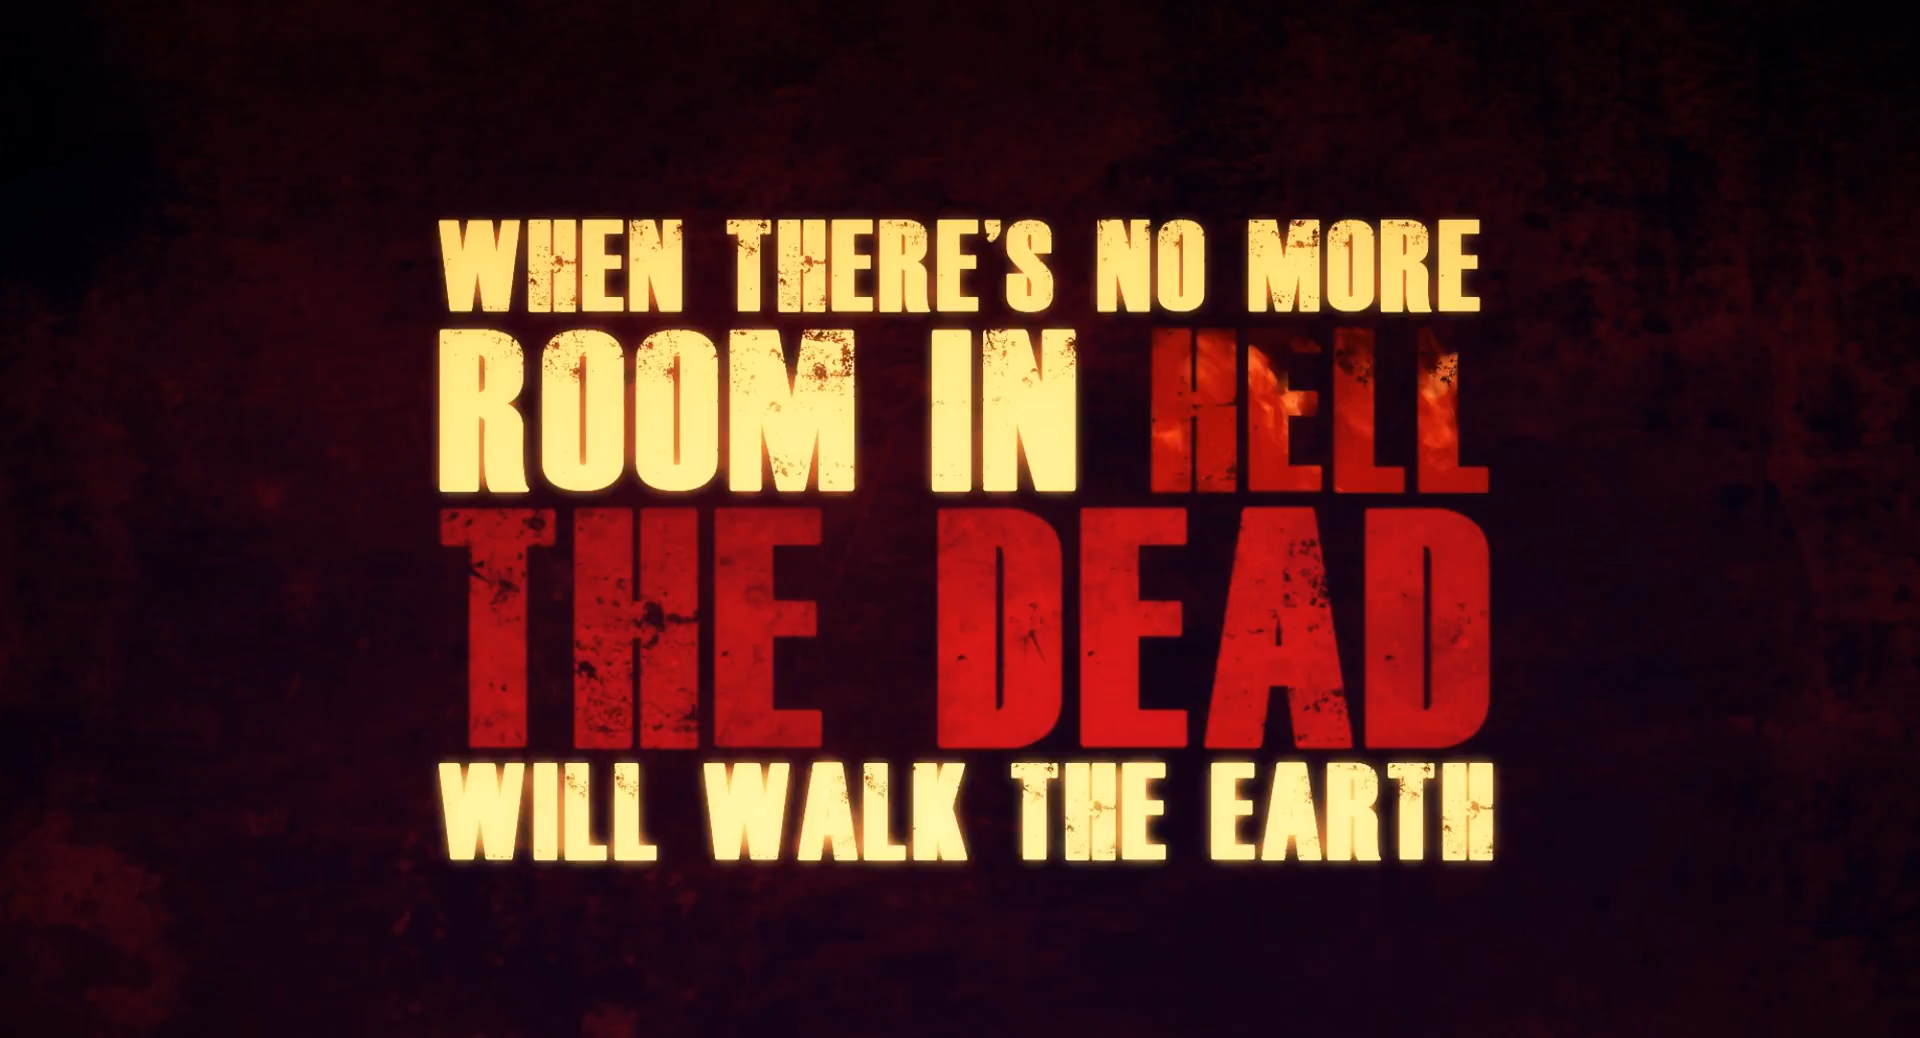 WHEN THERE'S NO MORE
ROOM IN HELL
THE DEAD
WILL WALK THE EARTH